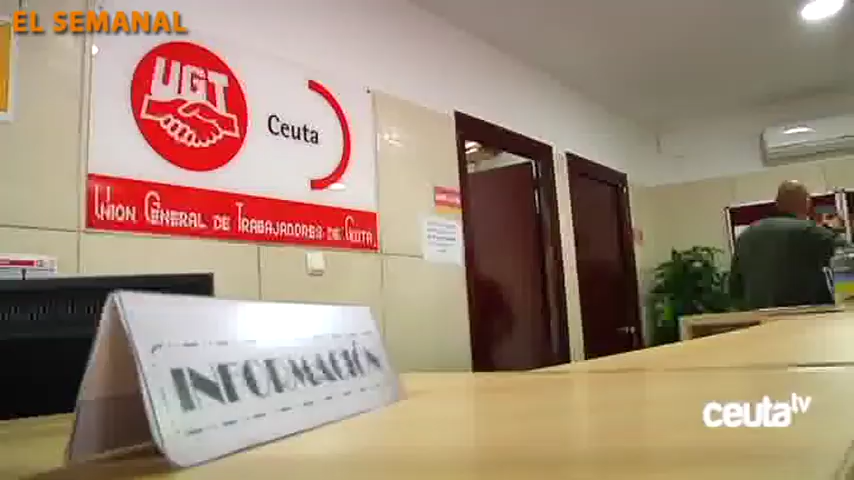 EL SEMANAL
UGT
Ceuta
UNION GENERAL DE TRABAJADORES DE CEUTA
INFORMACIÓN
ceutatv